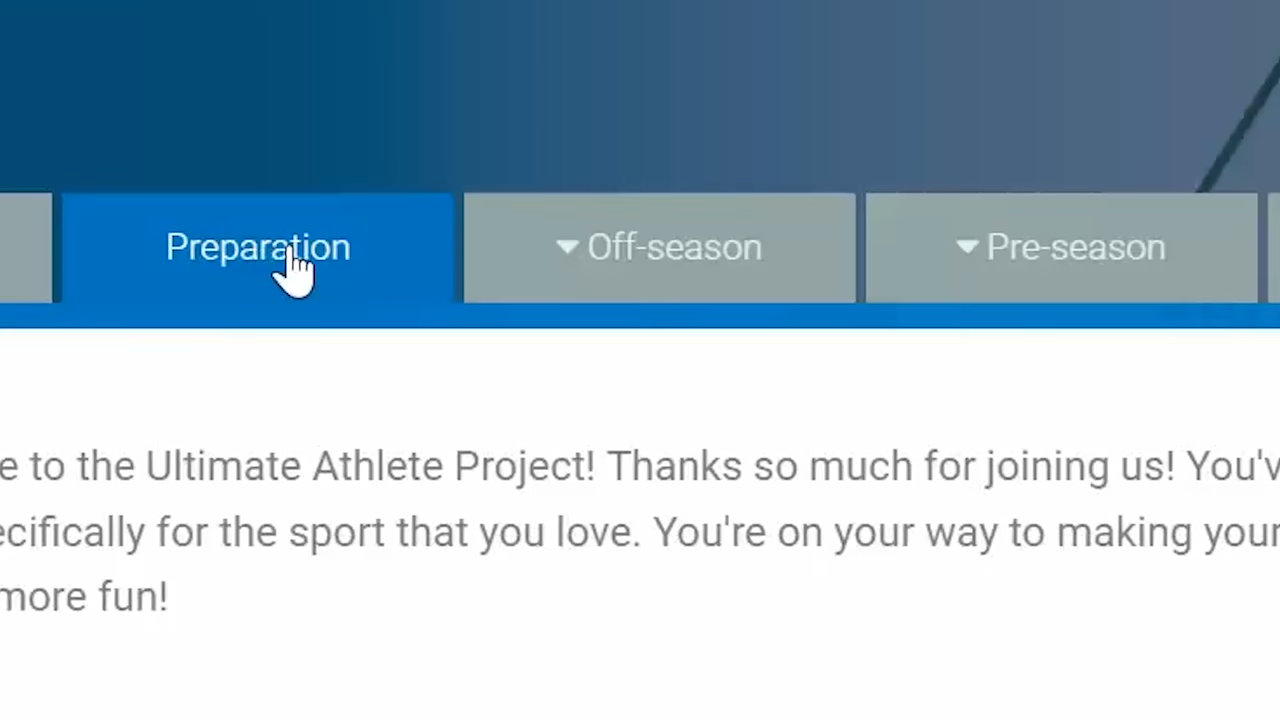 Preparation
Off-season
Pre-season
e to the Ultimate Athlete Project! Thanks so much for joining us! You'v
ecifically for the sport that you love. You're on your way to making your
more fun!